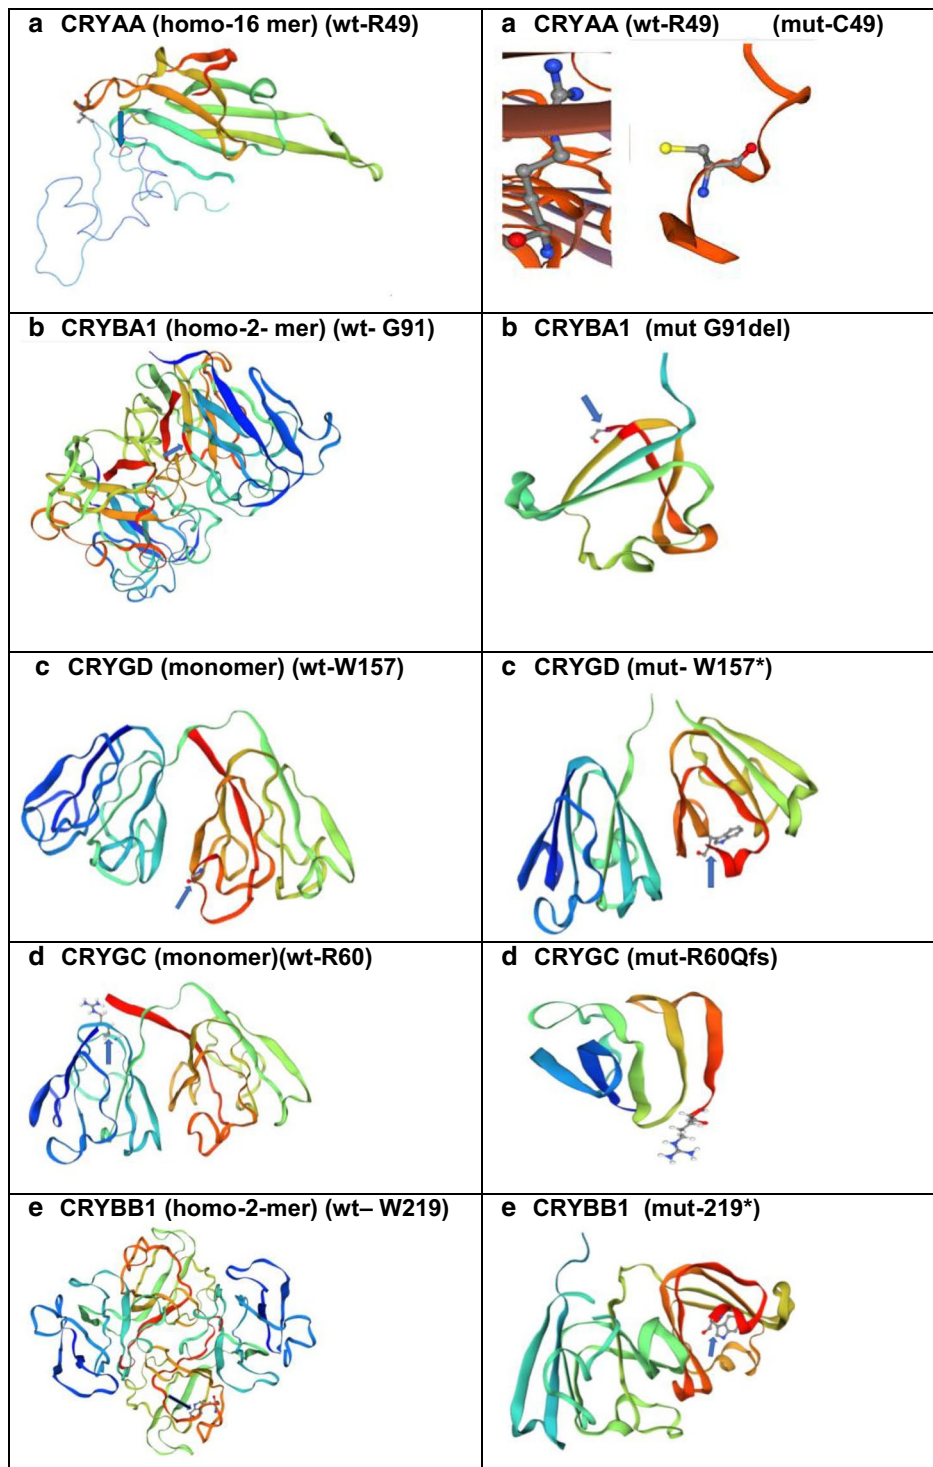 a CRYAA (homo-16 mer) (wt-R49)
a CRYAA (wt-R49) (mut-C49)
b CRYBA1 (homo-2- mer) (wt- G91)
b CRYBA1 (mut G91del)
c CRYGD (monomer) (wt-W157)
c CRYGD (mut- W157*)
d CRYGC (monomer)(wt-R60)
d CRYGC (mut-R60Qfs)
e CRYBB1 (homo-2-mer) (wt– W219)
e CRYBB1 (mut-219*)